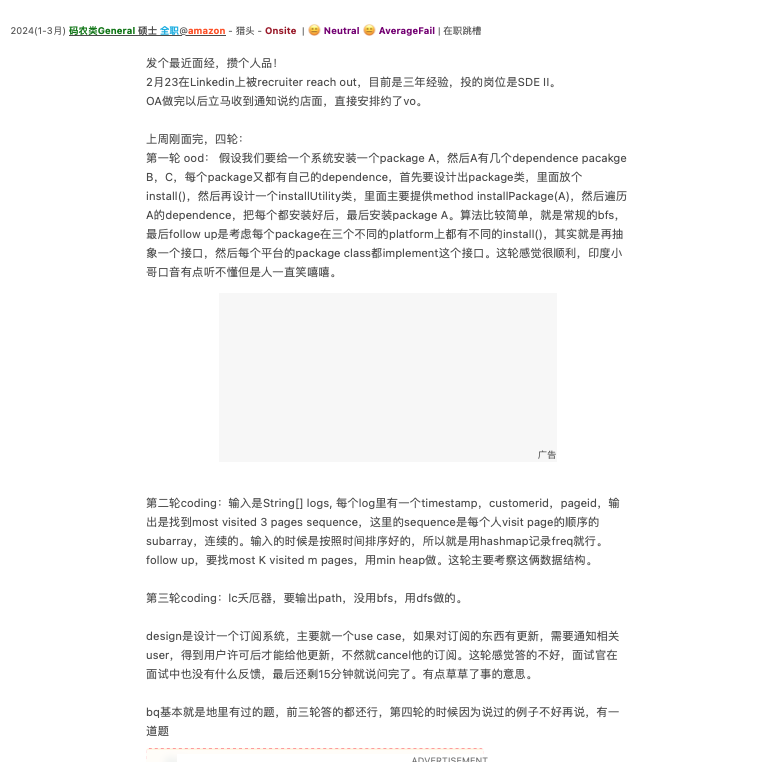 2024(1-3月) 码农类General 硕士 全职@amazon - 猎头 - Onsite | 😐 Neutral 😐 AverageFail | 在职跳槽
发个最近面经，攒个人品！
2月23在Linkedin上被recruiter reach out，目前是三年经验，投的岗位是SDE II。
OA做完以后立马收到通知说约店面，直接安排约了vo。
上周刚面完，四轮：
第一轮 ood： 假设我们要给一个系统安装一个package A，然后A有几个dependence pacakge
B，C，每个package又都有自己的dependence，首先要设计出package类，里面放个
install()，然后再设计一个installUtility类，里面主要提供method installPackage(A)，然后遍历
A的dependence，把每个都安装好后，最后安装package A。算法比较简单，就是常规的bfs，
最后follow up是考虑每个package在三个不同的platform上都有不同的install()，其实就是再抽
象一个接口，然后每个平台的package class都implement这个接口。这轮感觉很顺利，印度小
哥口音有点听不懂但是人一直笑嘻嘻。
广告
第二轮coding：输入是String[] logs, 每个log里有一个timestamp，customerid，pageid，输
出是找到most visited 3 pages sequence，这里的sequence是每个人visit page的顺序的
subarray，连续的。输入的时候是按照时间排序好的，所以就是用hashmap记录freq就行。
follow up，要找most K visited m pages，用min heap做。这轮主要考察这俩数据结构。
第三轮coding：lc夭厄器，要输出path，没用bfs，用dfs做的。
design是设计一个订阅系统，主要就一个use case，如果对订阅的东西有更新，需要通知相关
user，得到用户许可后才能给他更新，不然就cancel他的订阅。这轮感觉答的不好，面试官在
面试中也没有什么反馈，最后还剩15分钟就说问完了。有点草草了事的意思。
bq基本就是地里有过的题，前三轮答的都还行，第四轮的时候因为说过的例子不好再说，有一
道题
ADVERTISEMENT